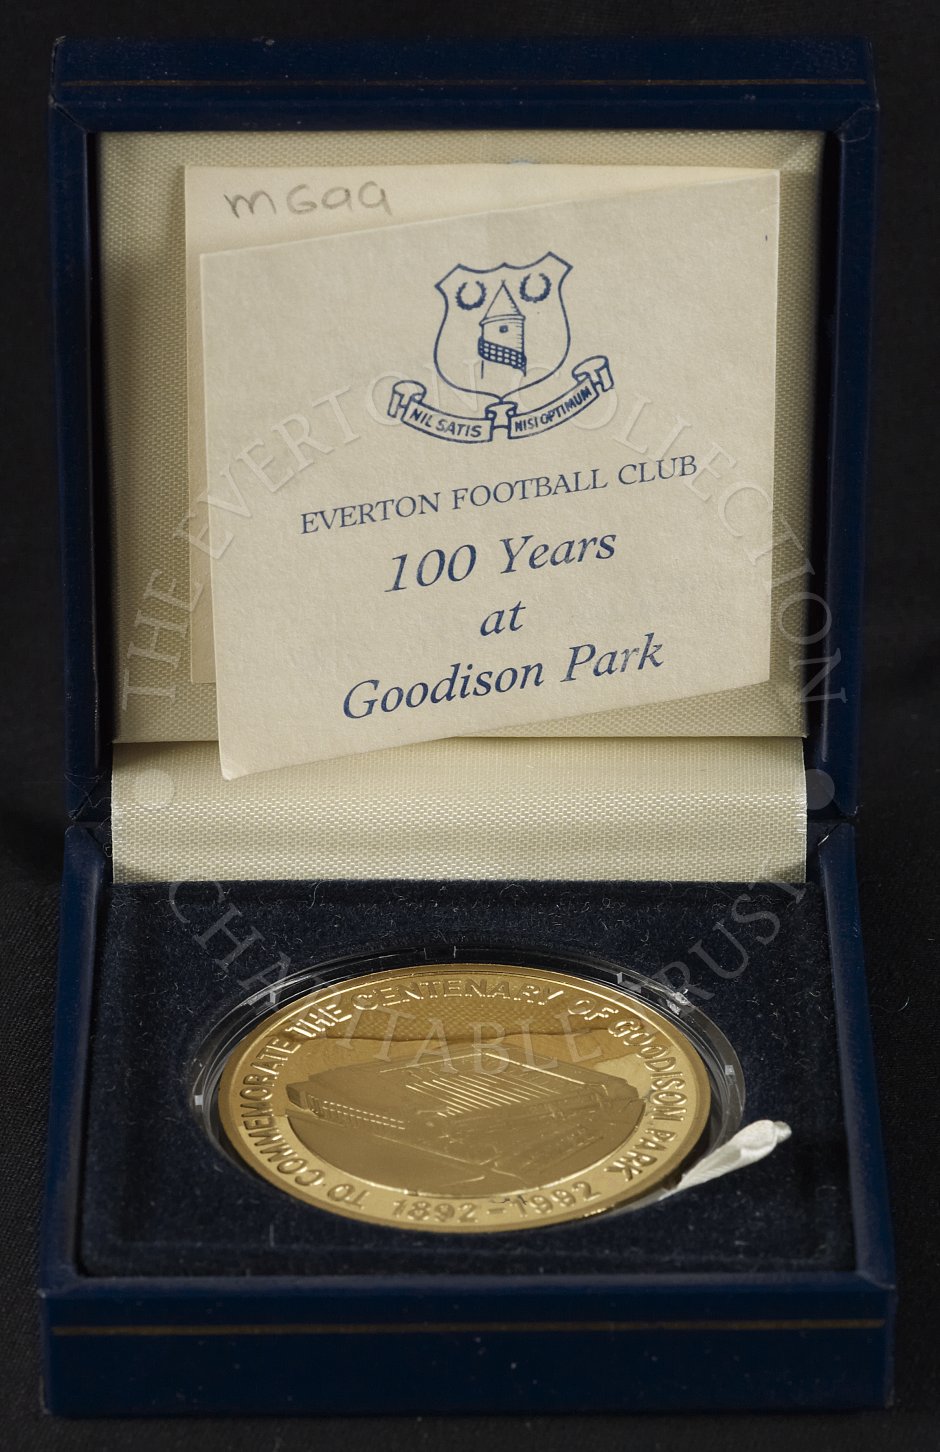 m699
NIL SATIS NISI OPTIMUM
EVERTON FOOTBALL CLUB
100 Years
at
Goodison Park
TO COMMEMORATE THE CENTENARY OF GOODISON PARK
1892-1992
THE EVERTON COLLECTION
CHARITABLE TRUST